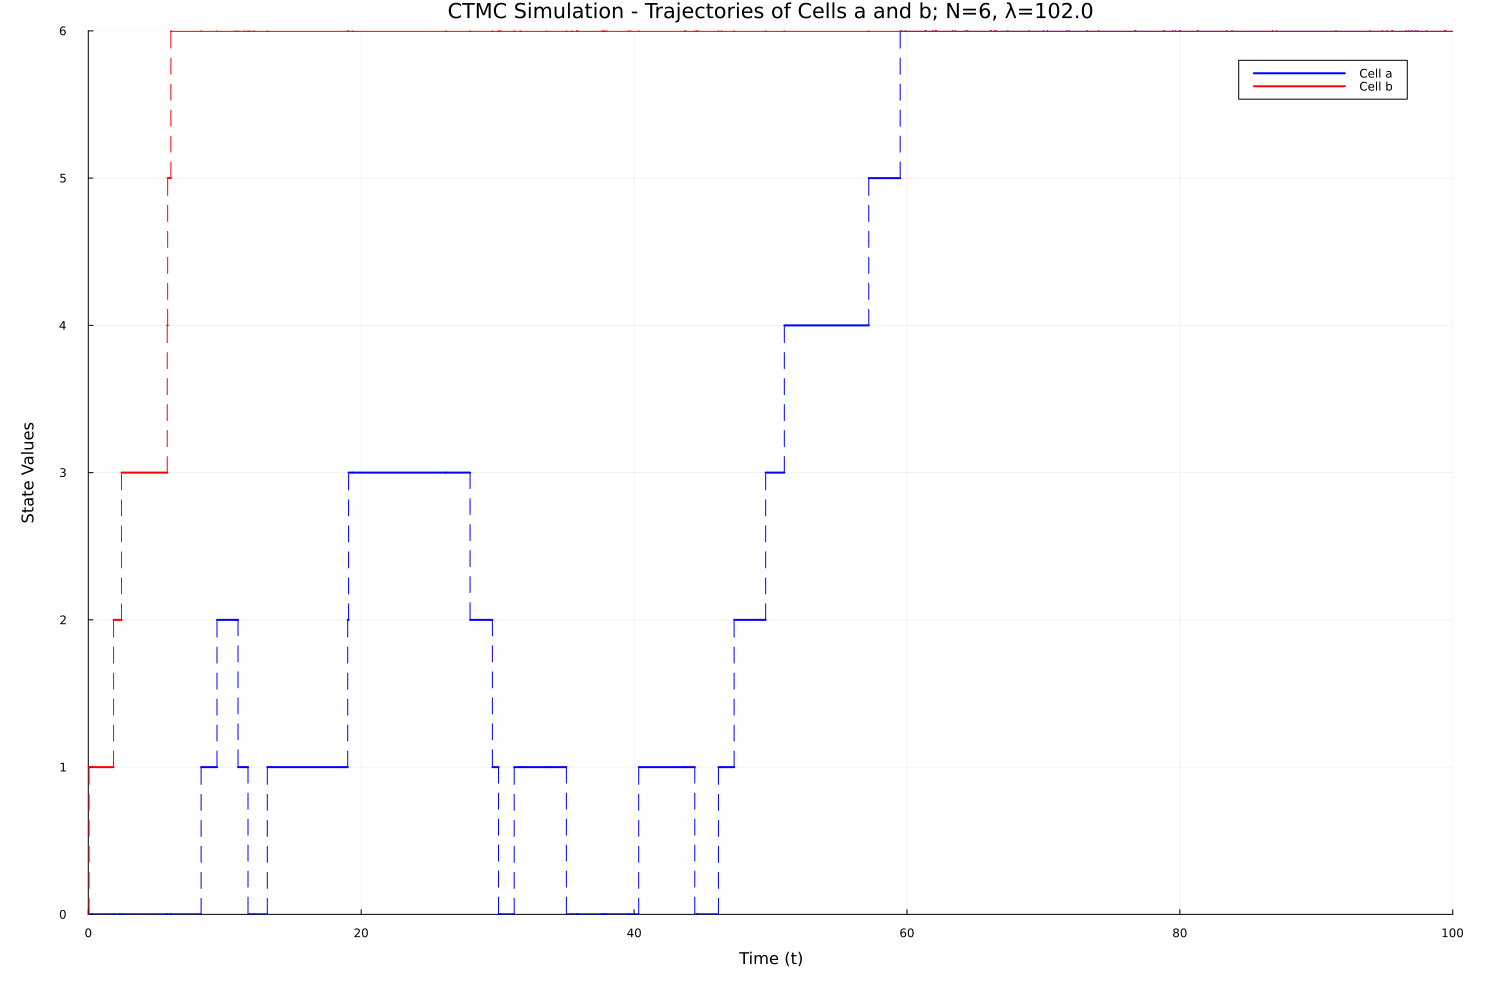 CTMC Simulation - Trajectories of Cells a and b; N=6, λ=102.0
6
Cell a
Cell b
5
4
State Values
3
2
1
0
0 20 40 60 80 100
Time (t)